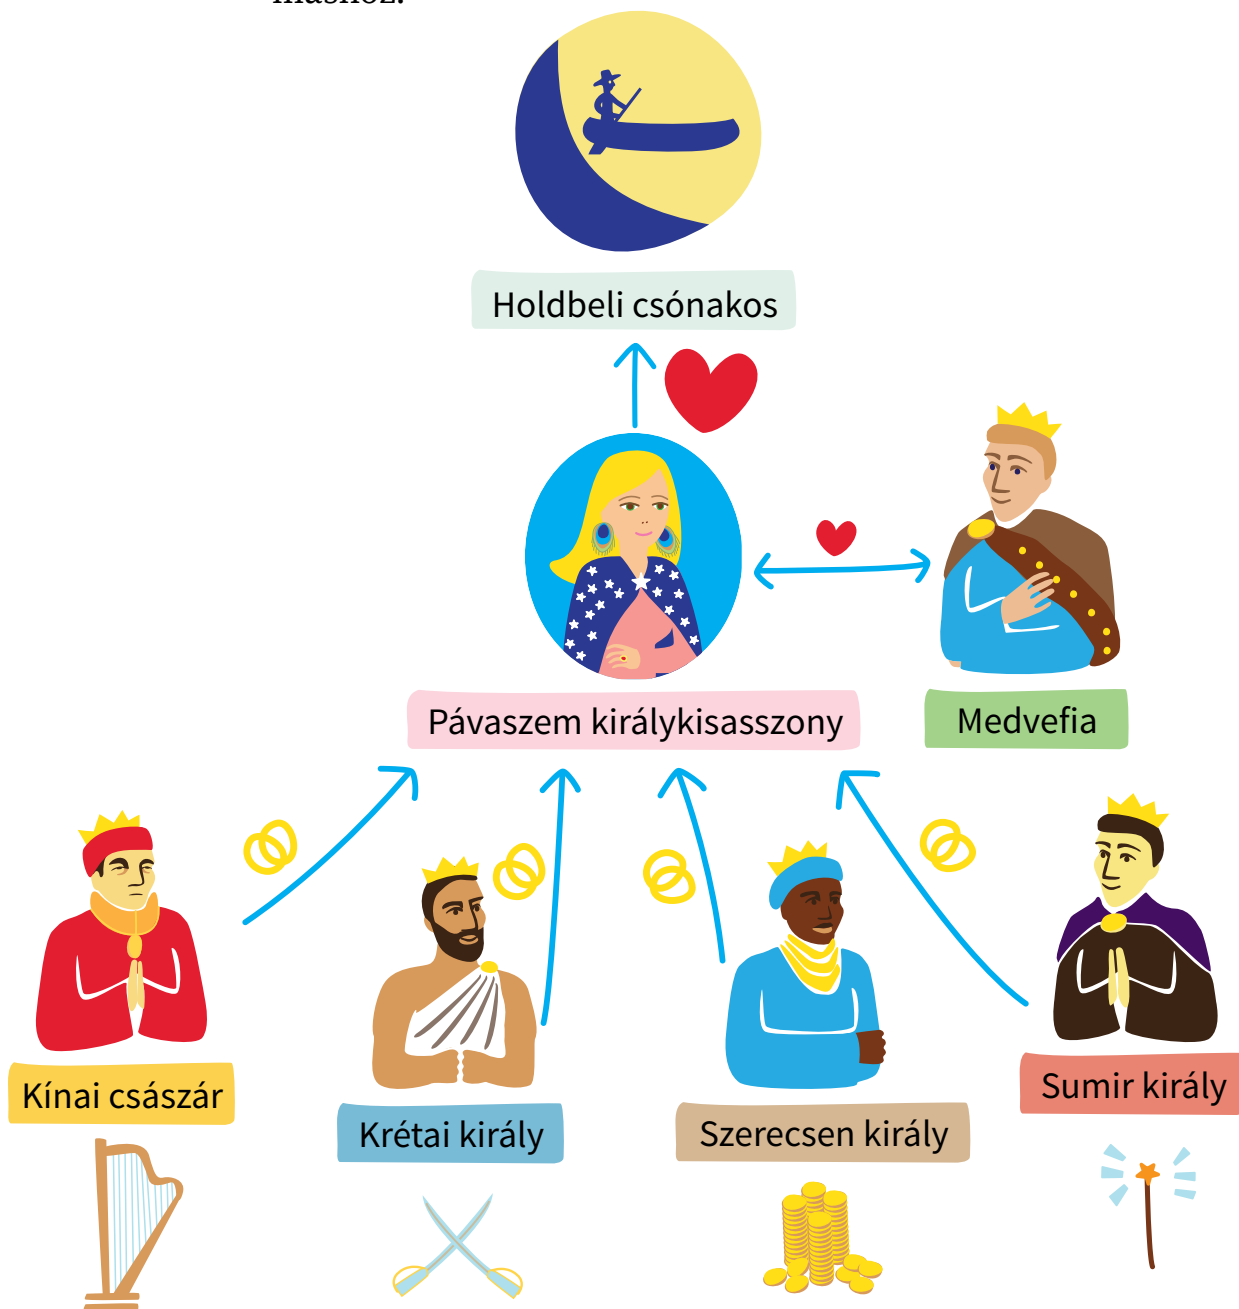 Holdbeli csónakos
Pávaszem királykisasszony
Medvefia
Kínai császár
Krétai király
Szerecsen király
Sumir király